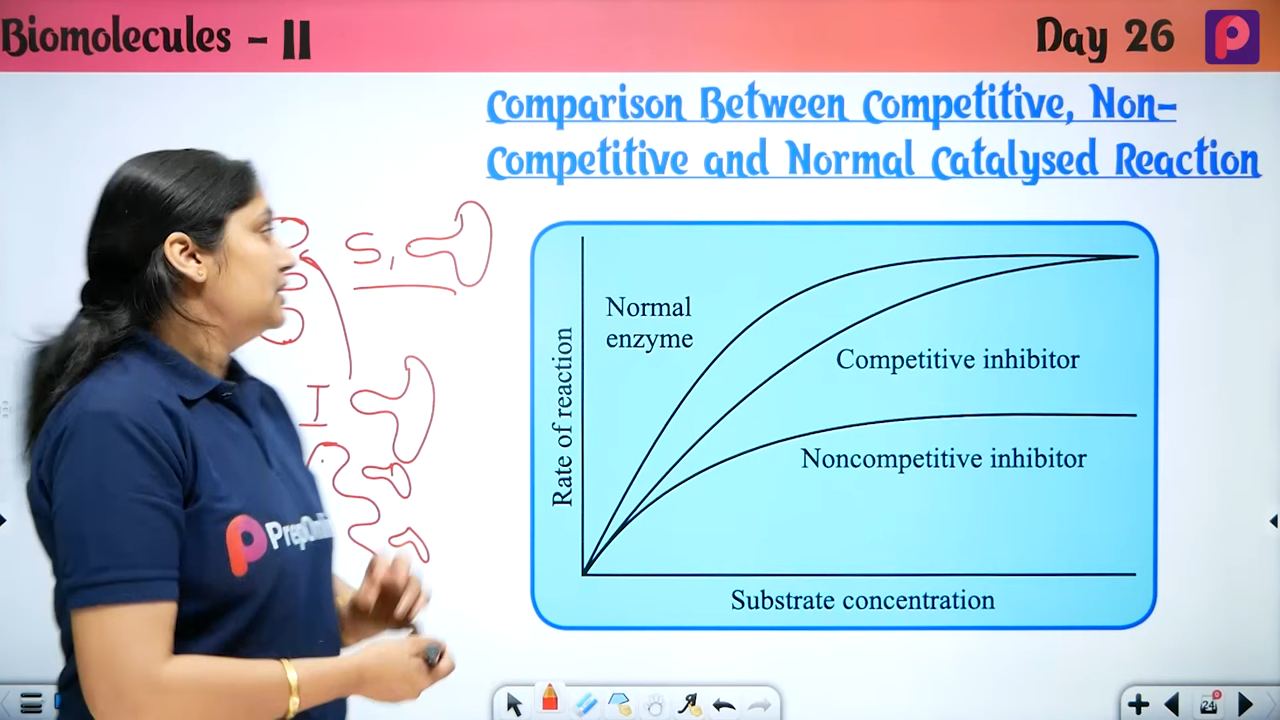 Biomolecules - II
Day 26
Comparison Between Competitive, Non-
Competitive and Normal Catalysed Reaction
S,
I
Normal
enzyme
Competitive inhibitor
Noncompetitive inhibitor
Rate of reaction
Substrate concentration
24